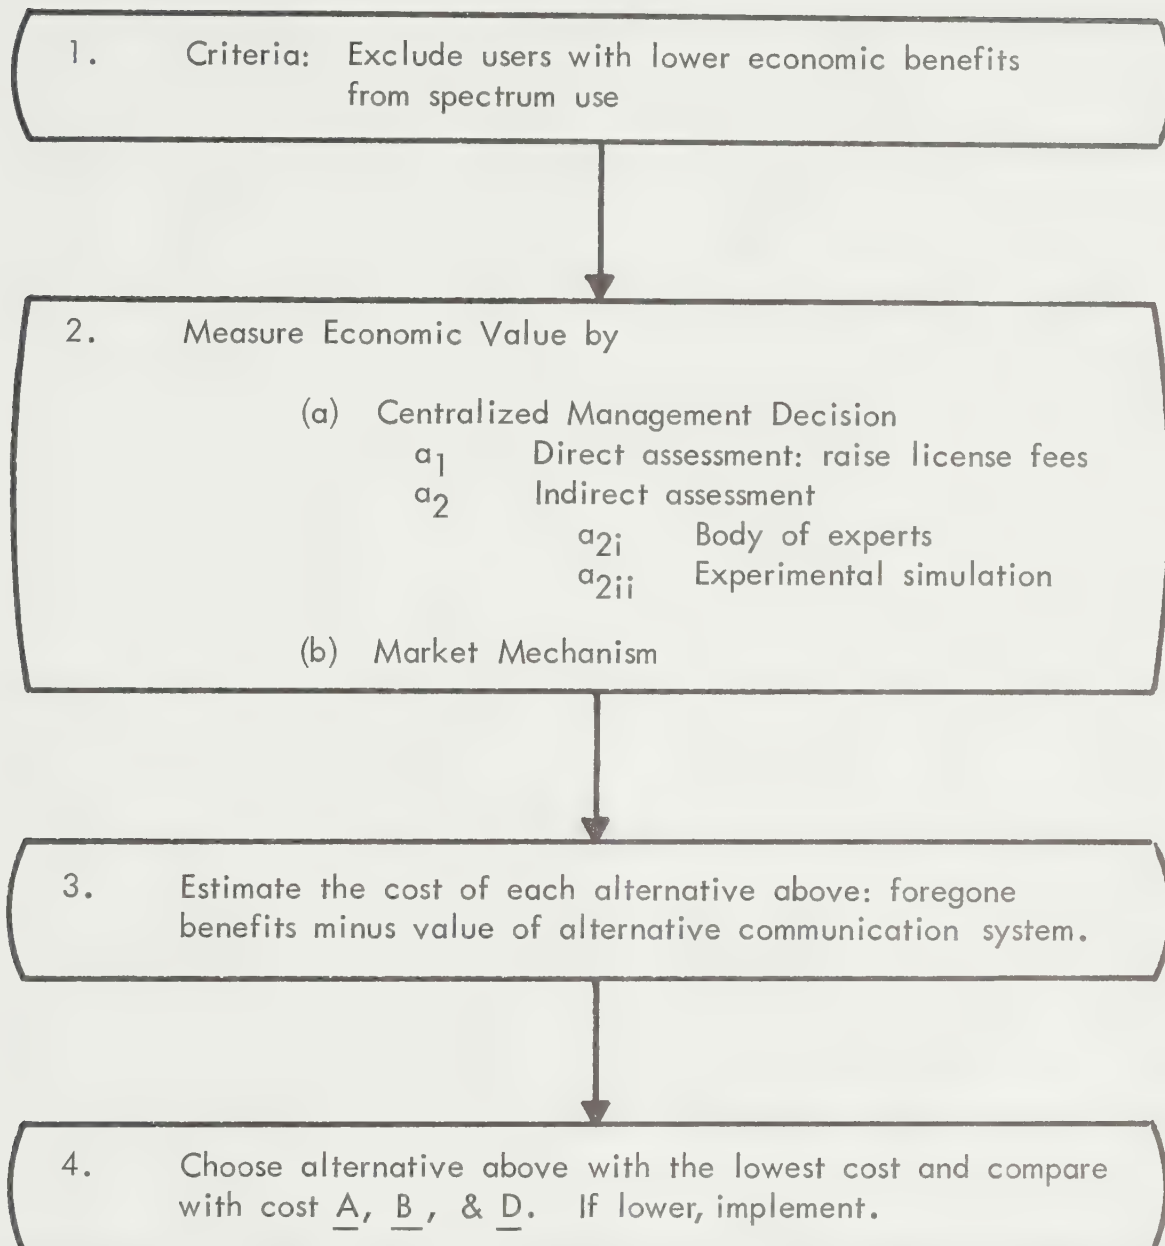 1. Criteria: Exclude users with lower economic benefits
from spectrum use
2. Measure Economic Value by
(a) Centralized Management Decision
a1 Direct assessment: raise license fees
a2 Indirect assessment
a2i Body of experts
a2ii Experimental simulation
(b) Market Mechanism
3. Estimate the cost of each alternative above: foregone
benefits minus value of alternative communication system.
4. Choose alternative above with the lowest cost and compare
with cost A, B, & D. If lower, implement.